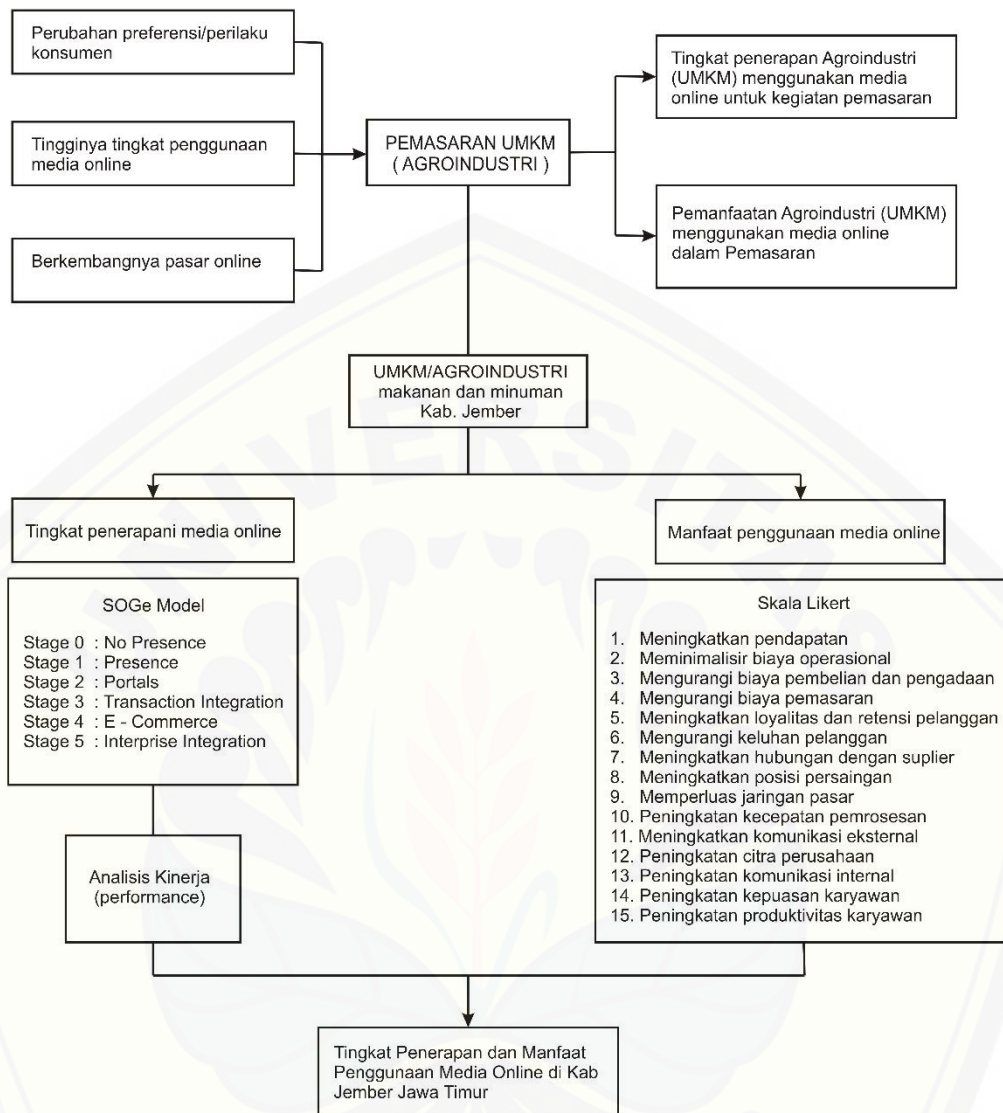 Perubahan preferensi/perilaku
konsumen
Tingginya tingkat penggunaan
media online
Berkembangnya pasar online
PEMASARAN UMKM
( AGROINDUSTRI )
Tingkat penerapan Agroindustri
(UMKM) menggunakan media
online untuk kegiatan pemasaran
Pemanfaatan Agroindustri (UMKM)
menggunakan media online
dalam Pemasaran
UMKM/AGROINDUSTRI
makanan dan minuman
Kab. Jember
Tingkat penerapani media online
SOGe Model
Stage 0 : No Presence
Stage 1 : Presence
Stage 2 : Portals
Stage 3 : Transaction Integration
Stage 4 : E - Commerce
Stage 5 : Interprise Integration
Analisis Kinerja
(performance)
Manfaat penggunaan media online
Skala Likert
1. Meningkatkan pendapatan
2. Meminimalisir biaya operasional
3. Mengurangi biaya pembelian dan pengadaan
4. Mengurangi biaya pemasaran
5. Meningkatkan loyalitas dan retensi pelanggan
6. Mengurangi keluhan pelanggan
7. Meningkatkan hubungan dengan suplier
8. Meningkatkan posisi persaingan
9. Memperluas jaringan pasar
10. Peningkatan kecepatan pemrosesan
11. Meningkatkan komunikasi eksternal
12. Peningkatan citra perusahaan
13. Peningkatan komunikasi internal
14. Peningkatan kepuasan karyawan
15. Peningkatan produktivitas karyawan
Tingkat Penerapan dan Manfaat
Penggunaan Media Online di Kab
Jember Jawa Timur
UNIVERSITAS